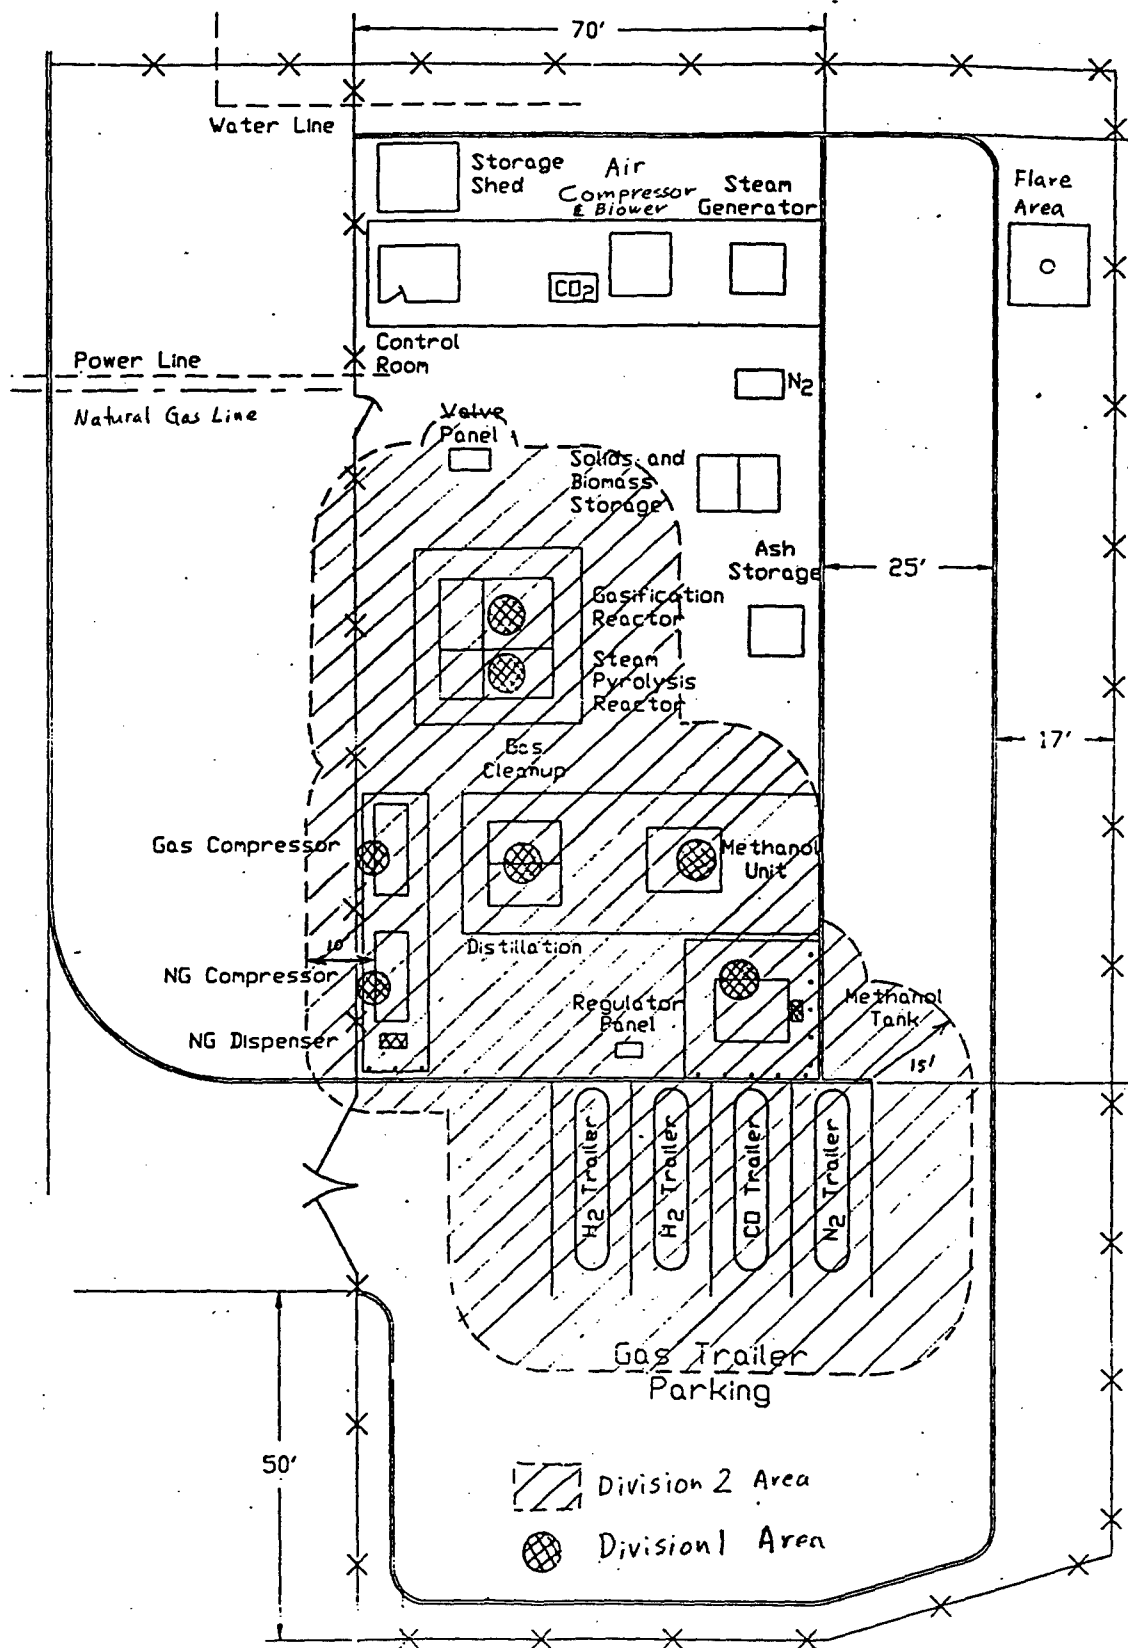 70'
Water Line
Storage
Shed
Air
Compressor
& Blower
Steam
Generator
Flare
Area
CO2
Control
Room
Power Line
Natural Gas Line
N2
Valve
Panel
Solids and
Biomass
Storage
Ash
Storage
25'
Gasification
Reactor
Steam
Pyrolysis
Reactor
17'
Gas
Cleanup
Gas Compressor
Methanol
Unit
10'
Distillation
NG Compressor
Regulator
Panel
Methanol
Tank
NG Dispenser
15'
H2 Trailer
H2 Trailer
CO Trailer
N2 Trailer
Gas Trailer
Parking
50'
Division 2 Area
Division 1 Area